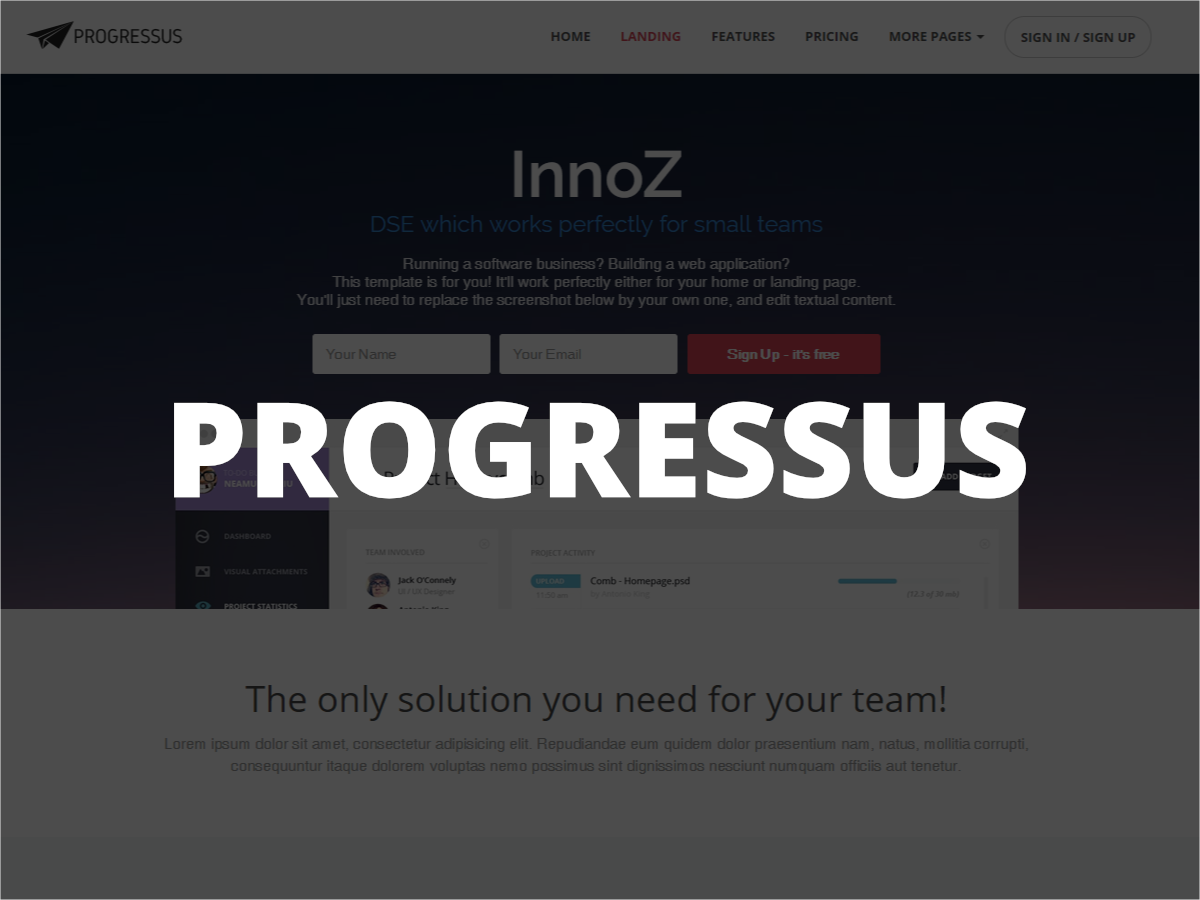 PROGRESSUS
HOME LANDING FEATURES PRICING MORE PAGES SIGN IN / SIGN UP
InnoZ
DSE which works perfectly for small teams
Running a software business? Building a web application?
This template is for you! It'll work perfectly either for your home or landing page.
You'll just need to replace the screenshot below by your own one, and edit textual content.
Your Name Your Email Sign Up - it's free
PROGRESSUS
DASHBOARD
VISUAL ATTACHMENTS
PROJECT STATISTICS
TEAM INVOLVED
Jack O'Connely
UI / UX Designer
PROJECT ACTIVITY
UPLOAD Comb - Homepage.psd
11:50 am by Anthony King (12.3 of 20 mb)
The only solution you need for your team!
Lorem ipsum dolor sit amet, consectetur adipisicing elit. Repudiandae eum quidem dolor praesentium nam, natus, mollitia corrupti,
consequuntur itaque dolorem voluptas nemo possimus sint dignissimos nesciunt numquam officiis aut tenetur.